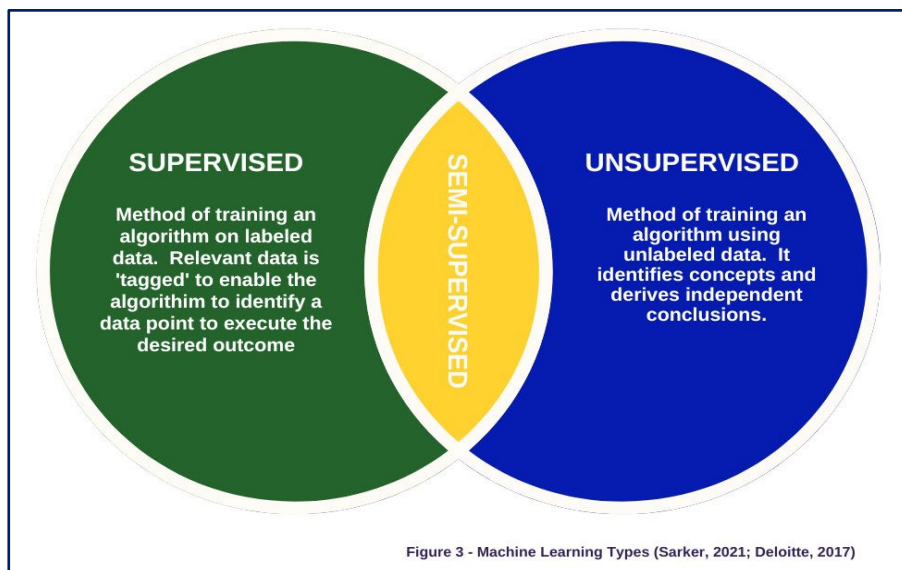 SUPERVISED
Method of training an
algorithm on labeled
data.  Relevant data is
'tagged' to enable the
algorithim to identify a
data point to execute the
desired outcome
SEMI-SUPERVISED
UNSUPERVISED
Method of training an
algorithm using
unlabeled data.  It
identifies concepts and
derives independent
conclusions.
Figure 3 - Machine Learning Types (Sarker, 2021; Deloitte, 2017)